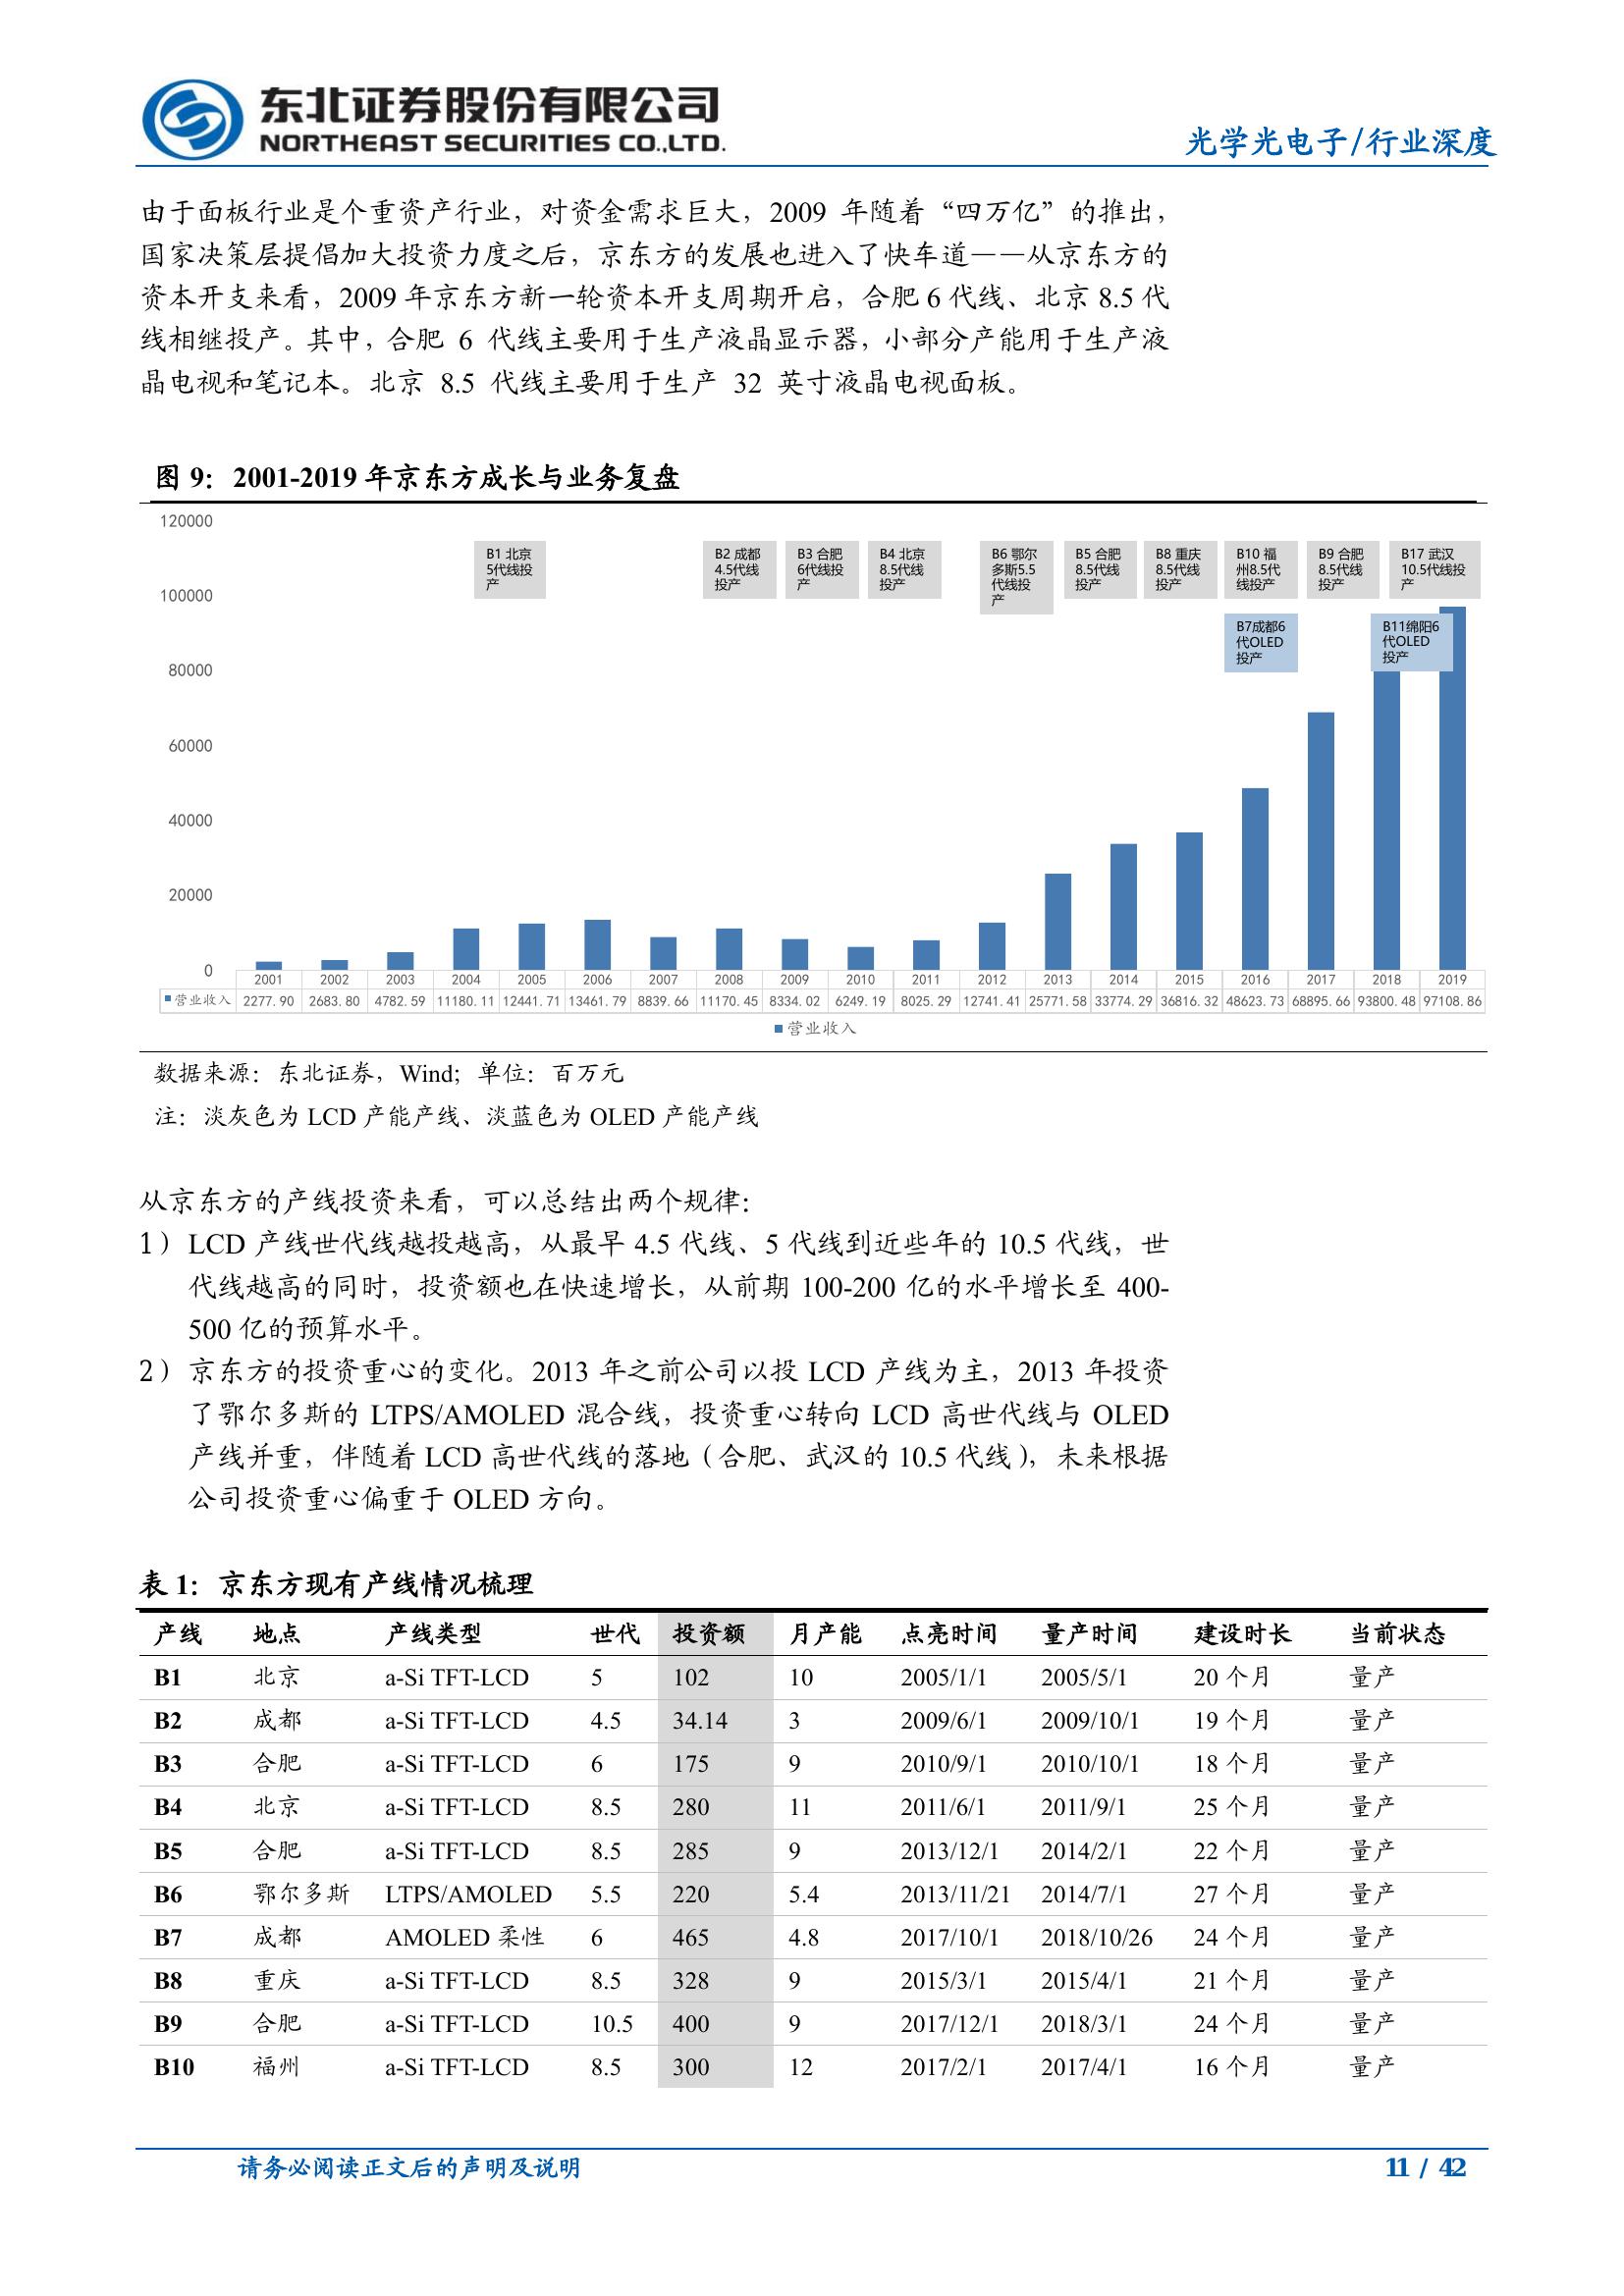 东北证券股份有限公司
NORTHEAST SECURITIES CO.,LTD.
光学光电子/行业深度
由于面板行业是个重资产行业，对资金需求巨大，2009 年随着“四万亿”的推出，
国家决策层提倡加大投资力度之后，京东方的发展也进入了快车道——从京东方的
资本开支来看，2009 年京东方新一轮资本开支周期开启，合肥 6 代线、北京 8.5 代
线相继投产。其中，合肥 6 代线主要用于生产液晶显示器，小部分产能用于生产液
晶电视和笔记本。北京 8.5 代线主要用于生产 32 英寸液晶电视面板。
图 9：2001-2019 年京东方成长与业务复盘
120000
100000
80000
60000
40000
20000
0
B1 北京
5代线投
产
B2 成都
4.5代线
投产
B3 合肥
6代线投
产
B4 北京
8.5代线
投产
B6 鄂尔
多斯5.5
代线投
产
B5 合肥
8.5代线
投产
B8 重庆
8.5代线
投产
B10 福
州8.5代
线投产
B9 合肥
8.5代线
投产
B17 武汉
10.5代线投
产
B7成都6
代OLED
投产
B11绵阳6
代OLED
投产
2001 2002 2003 2004 2005 2006 2007 2008 2009 2010 2011 2012 2013 2014 2015 2016 2017 2018 2019
营业收入 2277.90 2683.80 4782.59 11180.11 12441.71 13461.79 8839.66 11170.45 8334.02 6249.19 8025.29 12741.41 25771.58 33774.29 36816.32 48623.73 68895.66 93800.48 97108.86
营业收入
数据来源：东北证券，Wind；单位：百万元
注：淡灰色为 LCD 产能产线、淡蓝色为 OLED 产能产线
从京东方的产线投资来看，可以总结出两个规律：
1） LCD 产线世代线越投越高，从最早 4.5 代线、5 代线到近些年的 10.5 代线，世
代线越高的同时，投资额也在快速增长，从前期 100-200 亿的水平增长至 400-
500 亿的预算水平。
2） 京东方的投资重心的变化。2013 年之前公司以投 LCD 产线为主，2013 年投资
了鄂尔多斯的 LTPS/AMOLED 混合线，投资重心转向 LCD 高世代线与 OLED
产线并重，伴随着 LCD 高世代线的落地（合肥、武汉的 10.5 代线），未来根据
公司投资重心偏重于 OLED 方向。
表 1：京东方现有产线情况梳理
产线 地点 产线类型 世代 投资额 月产能 点亮时间 量产时间 建设时长 当前状态
B1 北京 a-Si TFT-LCD 5 102 10 2005/1/1 2005/5/1 20 个月 量产
B2 成都 a-Si TFT-LCD 4.5 34.14 3 2009/6/1 2009/10/1 19 个月 量产
B3 合肥 a-Si TFT-LCD 6 175 9 2010/9/1 2010/10/1 18 个月 量产
B4 北京 a-Si TFT-LCD 8.5 280 11 2011/6/1 2011/9/1 25 个月 量产
B5 合肥 a-Si TFT-LCD 8.5 285 9 2013/12/1 2014/2/1 22 个月 量产
B6 鄂尔多斯 LTPS/AMOLED 5.5 220 5.4 2013/11/21 2014/7/1 27 个月 量产
B7 成都 AMOLED 柔性 6 465 4.8 2017/10/1 2018/10/26 24 个月 量产
B8 重庆 a-Si TFT-LCD 8.5 328 9 2015/3/1 2015/4/1 21 个月 量产
B9 合肥 a-Si TFT-LCD 10.5 400 9 2017/12/1 2018/3/1 24 个月 量产
B10 福州 a-Si TFT-LCD 8.5 300 12 2017/2/1 2017/4/1 16 个月 量产
请务必阅读正文后的声明及说明
11 / 42